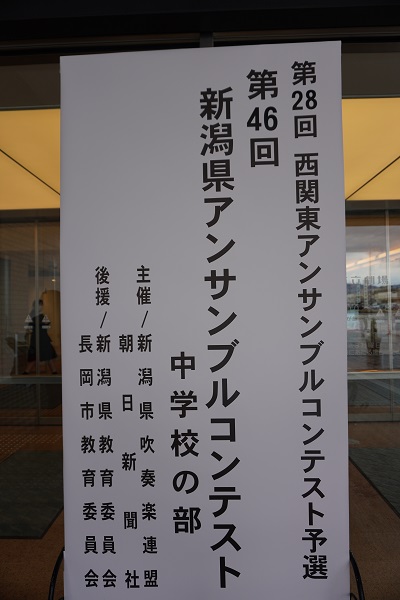 第28回 西関東アンサンブルコンテスト予選
第46回
新潟県アンサンブルコンテスト
中学校の部
主催/新潟県吹奏楽連盟
朝日新聞社
後援/新潟県教育委員会
長岡市教育委員会